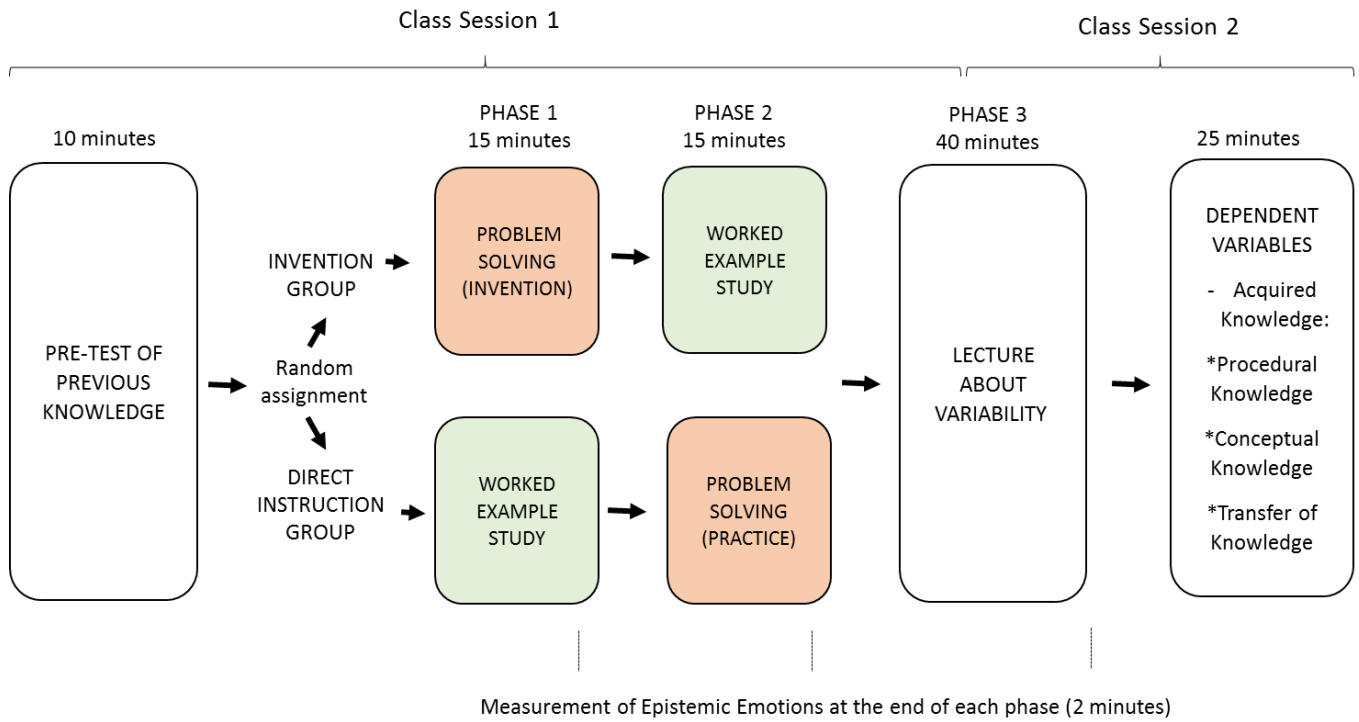 Class Session 1
Class Session 2
10 minutes
PHASE 1
15 minutes
PHASE 2
15 minutes
PHASE 3
40 minutes
25 minutes
PRE-TEST OF
PREVIOUS
KNOWLEDGE
Random
assignment
INVENTION
GROUP
PROBLEM
SOLVING
(INVENTION)
WORKED
EXAMPLE
STUDY
DIRECT
INSTRUCTION
GROUP
WORKED
EXAMPLE
STUDY
PROBLEM
SOLVING
(PRACTICE)
LECTURE
ABOUT
VARIABILITY
DEPENDENT
VARIABLES
- Acquired
Knowledge:
*Procedural
Knowledge
*Conceptual
Knowledge
*Transfer of
Knowledge
Measurement of Epistemic Emotions at the end of each phase (2 minutes)